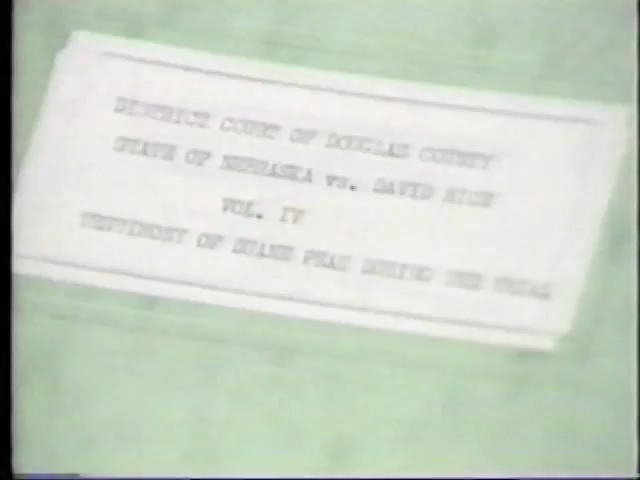 DISTRICT COURT OF DOUGLAS COUNTY
STATE OF NEBRASKA vs. DAVID RICE
VOL. IV
TESTIMONY OF DUANE PEAK DURING THE TRIAL